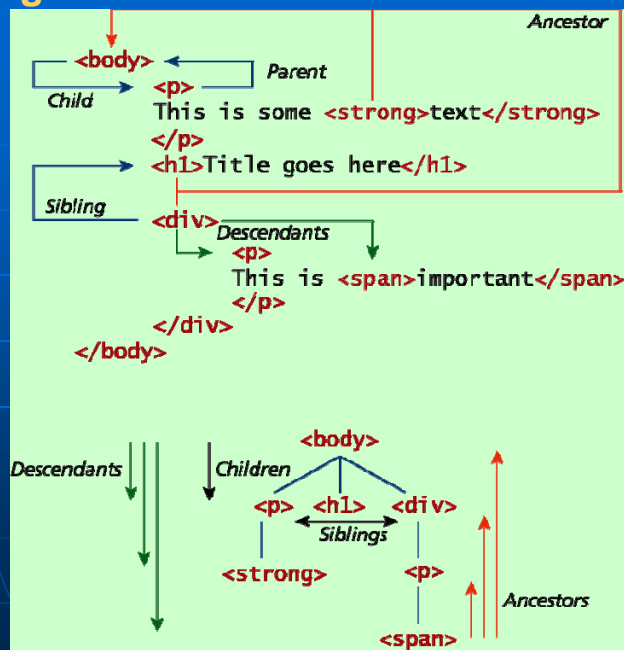 Ancestor
<body>
Parent
Child
<p>
This is some <strong>text</strong>
</p>
<h1>Title goes here</h1>
Sibling
<div>
Descendants
<p>
This is <span>important</span>
</p>
</div>
</body>
<body>
Descendants
Children
<p> <h1> <div>
Siblings
<strong>
<p>
Ancestors
<span>